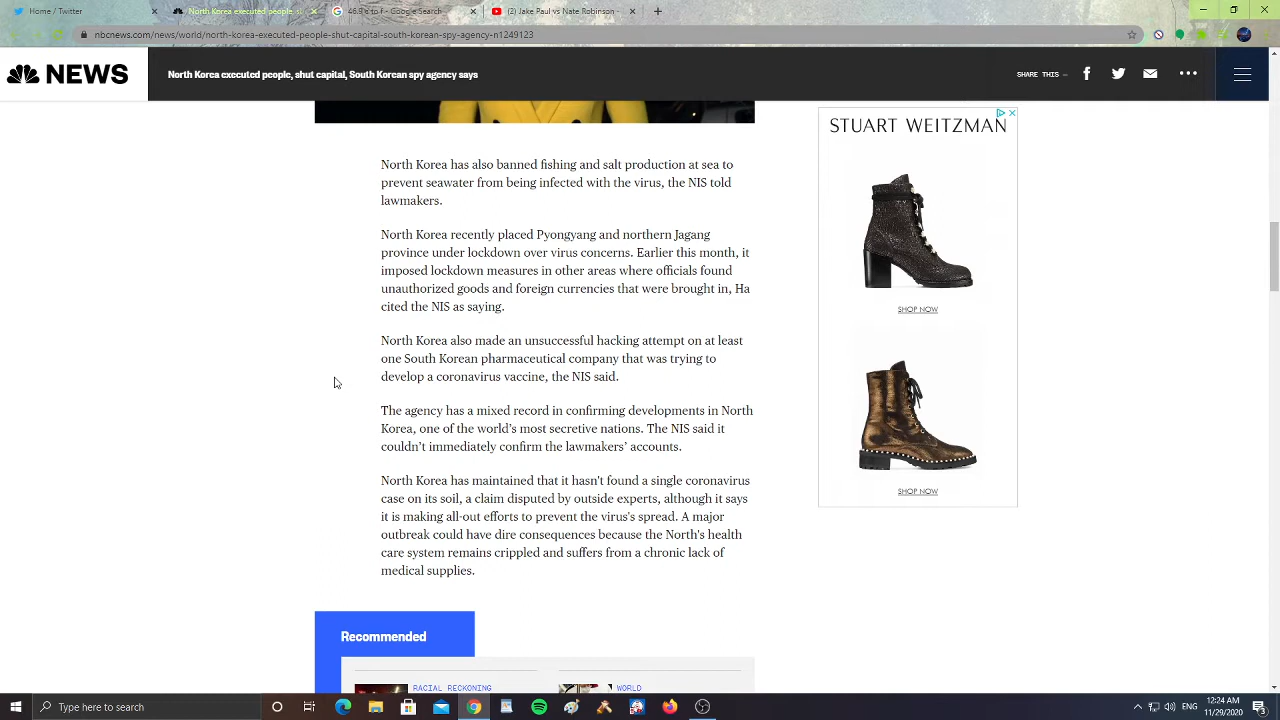 Home / Twitter
North Korea executed people, shut
46.9 c to f - Google Search
(2) Jake Paul vs Nate Robinson -
nbcnews.com/news/world/north-korea-executed-people-shut-capital-south-korean-spy-agency-n1249123
NEWS
North Korea executed people, shut capital, South Korean spy agency says
SHARE THIS —
STUART WEITZMAN
North Korea has also banned fishing and salt production at sea to
prevent seawater from being infected with the virus, the NIS told
lawmakers.
North Korea recently placed Pyongyang and northern Jagang
province under lockdown over virus concerns. Earlier this month, it
imposed lockdown measures in other areas where officials found
unauthorized goods and foreign currencies that were brought in, Ha
cited the NIS as saying.
SHOP NOW
North Korea also made an unsuccessful hacking attempt on at least
one South Korean pharmaceutical company that was trying to
develop a coronavirus vaccine, the NIS said.
The agency has a mixed record in confirming developments in North
Korea, one of the world's most secretive nations. The NIS said it
couldn't immediately confirm the lawmakers' accounts.
North Korea has maintained that it hasn't found a single coronavirus
case on its soil, a claim disputed by outside experts, although it says
it is making all-out efforts to prevent the virus's spread. A major
outbreak could have dire consequences because the North's health
care system remains crippled and suffers from a chronic lack of
medical supplies.
SHOP NOW
Recommended
RACIAL RECKONING
WORLD
Type here to search
ENG
12:24 AM
11/29/2020